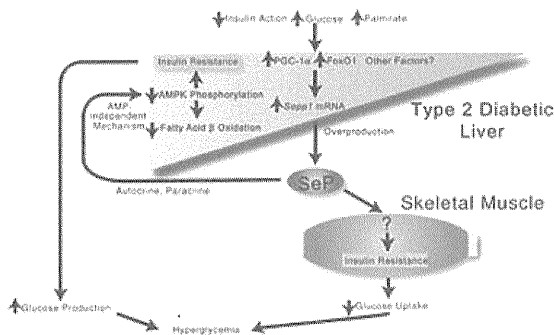 Insulin Action Glucose Palmitate
Insulin Resistance PGC-1α FoxO1 Other Factors?
AMPK Phosphorylation Sepp1 mRNA
AMP
independent
Mechanism
Fatty Acid β Oxidation
Type 2 Diabetic
Liver
Overproduction
SeP
Autocrine, Paracrine
Skeletal Muscle
?
Insulin Resistance
Glucose Production
Glucose Uptake
Hyperglycemia